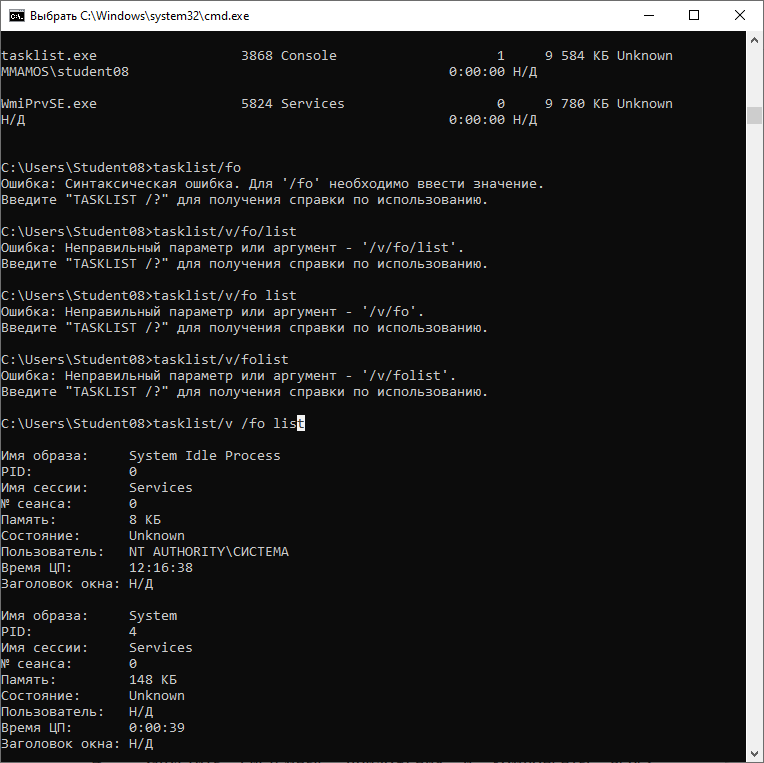 Выбрать C:\Windows\system32\cmd.exe
tasklist.exe 3868 Console 1 9 584 КБ Unknown
MMAMOS\student08 0:00:00 Н/Д
WmiPrvSE.exe 5824 Services 0 9 780 КБ Unknown
Н/Д 0:00:00 Н/Д
C:\Users\Student08>tasklist/fo
Ошибка: Синтаксическая ошибка. Для '/fo' необходимо ввести значение.
Введите "TASKLIST /?" для получения справки по использованию.
C:\Users\Student08>tasklist/v/fo/list
Ошибка: Неправильный параметр или аргумент - '/v/fo/list'.
Введите "TASKLIST /?" для получения справки по использованию.
C:\Users\Student08>tasklist/v/fo list
Ошибка: Неправильный параметр или аргумент - '/v/fo'.
Введите "TASKLIST /?" для получения справки по использованию.
C:\Users\Student08>tasklist/v/folist
Ошибка: Неправильный параметр или аргумент - '/v/folist'.
Введите "TASKLIST /?" для получения справки по использованию.
C:\Users\Student08>tasklist/v /fo list
Имя образа: System Idle Process
PID: 0
Имя сессии: Services
№ сеанса: 0
Память: 8 КБ
Состояние: Unknown
Пользователь: NT AUTHORITY\СИСТЕМА
Время ЦП: 12:16:38
Заголовок окна: Н/Д
Имя образа: System
PID: 4
Имя сессии: Services
№ сеанса: 0
Память: 148 КБ
Состояние: Unknown
Пользователь: Н/Д
Время ЦП: 0:00:39
Заголовок окна: Н/Д